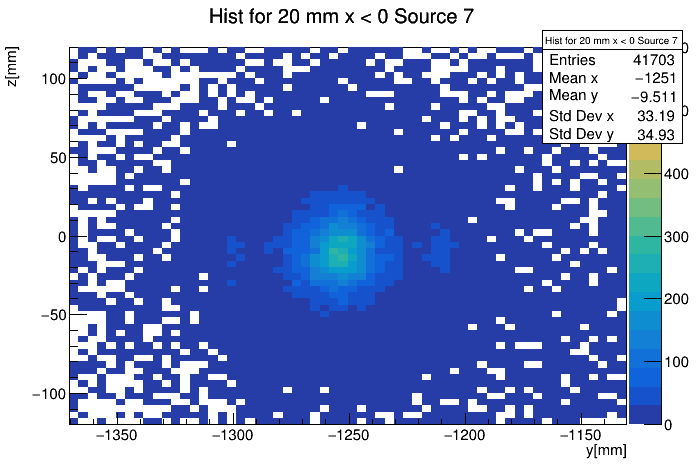 Hist for 20 mm x < 0 Source 7
z[mm]
Hist for 20 mm x < 0 Source 7
Entries 41703
Mean x −1251
Mean y −9.511
Std Dev x 33.19
Std Dev y 34.93
100
50
0
−50
−100
400
300
200
100
0
−1350
−1300
−1250
−1200
−1150
y[mm]